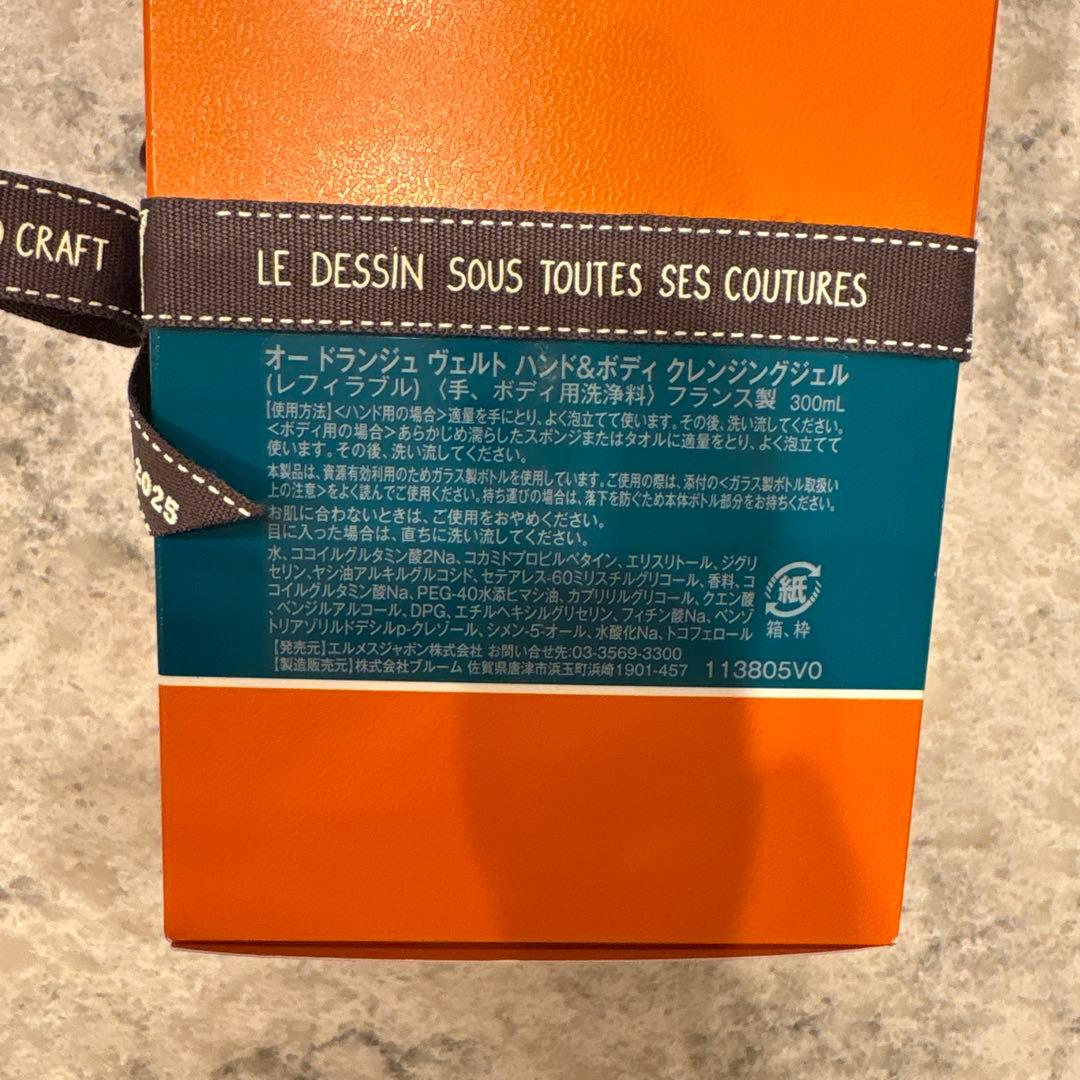 CRAFT
LE DESSIN SOUS TOUTES SES COUTURES
2025
オー ドランジュ ヴェルト ハンド&ボディ クレンジングジェル
(レフィラブル)〈手、ボディ用洗浄料〉フランス製 300mL
【使用方法】<ハンド用の場合>適量を手にとり、よく泡立てて使います。その後、洗い流してください。
<ボディ用の場合>あらかじめ濡らしたスポンジまたはタオルに適量をとり、よく泡立てて
使います。その後、洗い流してください。
本製品は、資源有効利用のためガラス製ボトルを使用しています。ご使用の際は、添付の<ガラス製ボトル取扱い
上の注意>をよく読んでご使用ください。持ち運びの場合は、落下を防ぐため本体ボトル部分をお持ちください。
お肌に合わないときは、ご使用をおやめください。
目に入った場合は、直ちに洗い流してください。
水、ココイルグルタミン酸2Na、コカミドプロピルベタイン、エリスリトール、ジグリ
セリン、ヤシ油アルキルグルコシド、セテアレス-60ミリスチルグリコール、香料、コ
コイルグルタミン酸Na、PEG-40水添ヒマシ油、カプリリルグリコール、クエン酸
、ベンジルアルコール、DPG、エチルヘキシルグリセリン、フィチン酸Na、ベンゾ
トリアゾリルドデシルp-クレゾール、シメン-5-オール、水酸化Na、トコフェロール
紙
箱、枠
【発売元】エルメスジャポン株式会社 お問い合せ先:03-3569-3300
【製造販売元】株式会社ブルーム 佐賀県唐津市浜玉町浜崎1901-457 113805V0